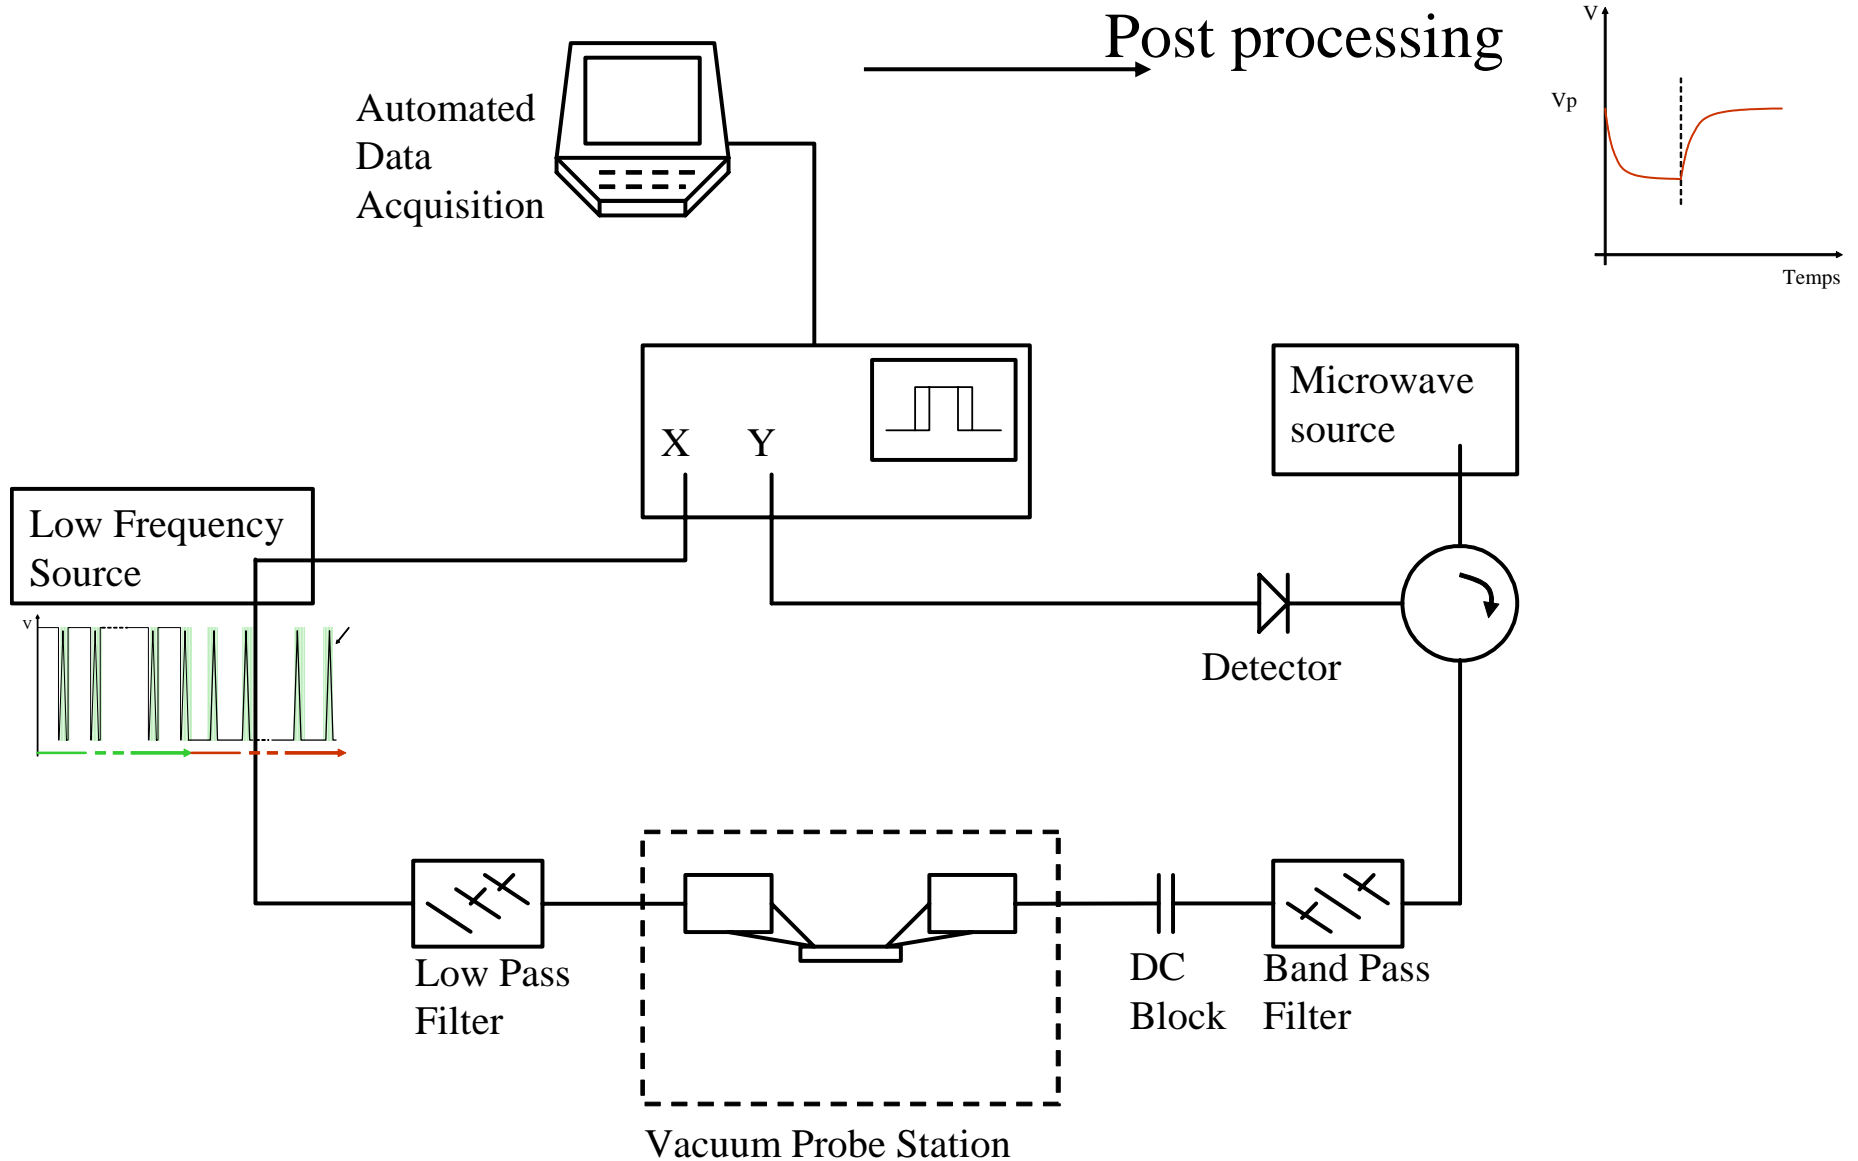 Post processing
V
Vp
Temps
Automated
Data
Acquisition
X Y
Microwave
source
Low Frequency
Source
V
Detector
Low Pass
Filter
DC
Block
Band Pass
Filter
Vacuum Probe Station